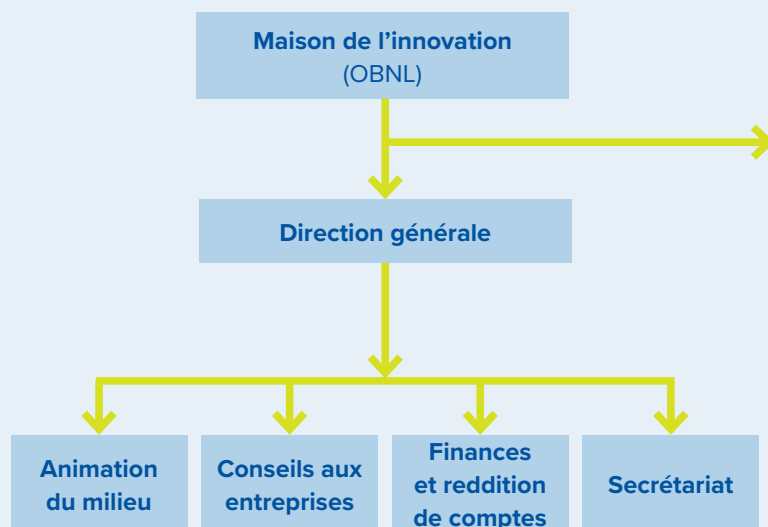 Maison de l’innovation
(OBNL)
Direction générale
Animation
du milieu
Conseils aux
entreprises
Finances
et reddition
de comptes
Secrétariat